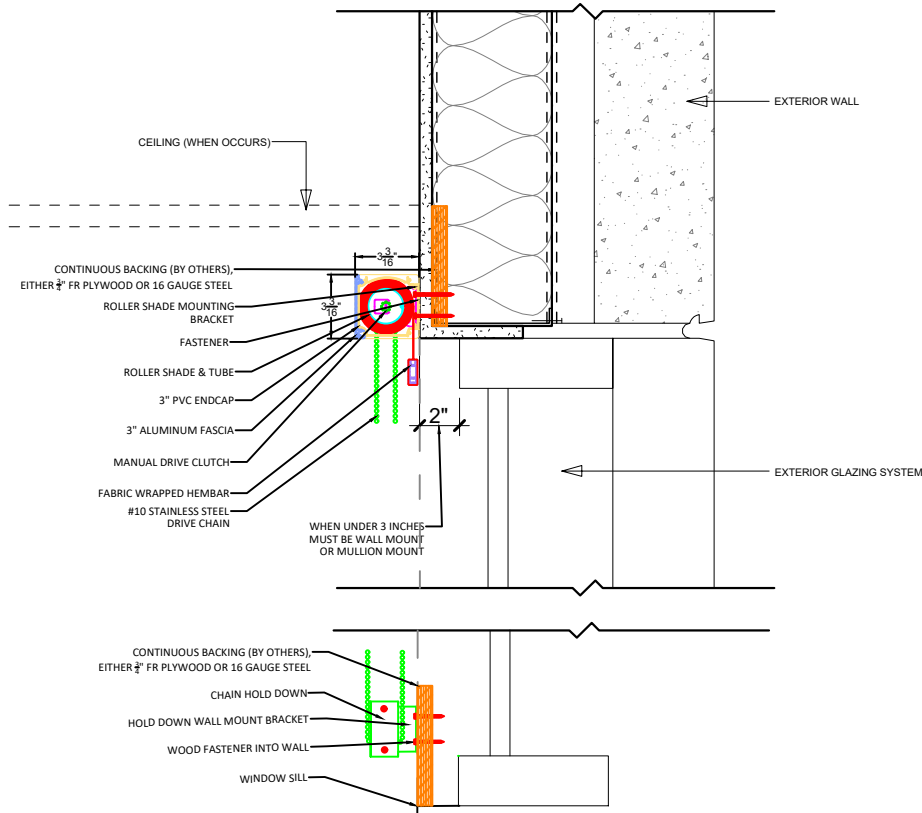 EXTERIOR WALL
CEILING (WHEN OCCURS)
3 3/16"
CONTINUOUS BACKING (BY OTHERS),
EITHER 3/4" FR PLYWOOD OR 16 GAUGE STEEL
ROLLER SHADE MOUNTING
BRACKET
3 3/16"
FASTENER
ROLLER SHADE & TUBE
3" PVC ENDCAP
3" ALUMINUM FASCIA
2"
MANUAL DRIVE CLUTCH
EXTERIOR GLAZING SYSTEM
FABRIC WRAPPED HEMBAR
#10 STAINLESS STEEL
DRIVE CHAIN
WHEN UNDER 3 INCHES
MUST BE WALL MOUNT
OR MULLION MOUNT
CONTINUOUS BACKING (BY OTHERS),
EITHER 3/4" FR PLYWOOD OR 16 GAUGE STEEL
CHAIN HOLD DOWN
HOLD DOWN WALL MOUNT BRACKET
WOOD FASTENER INTO WALL
WINDOW SILL